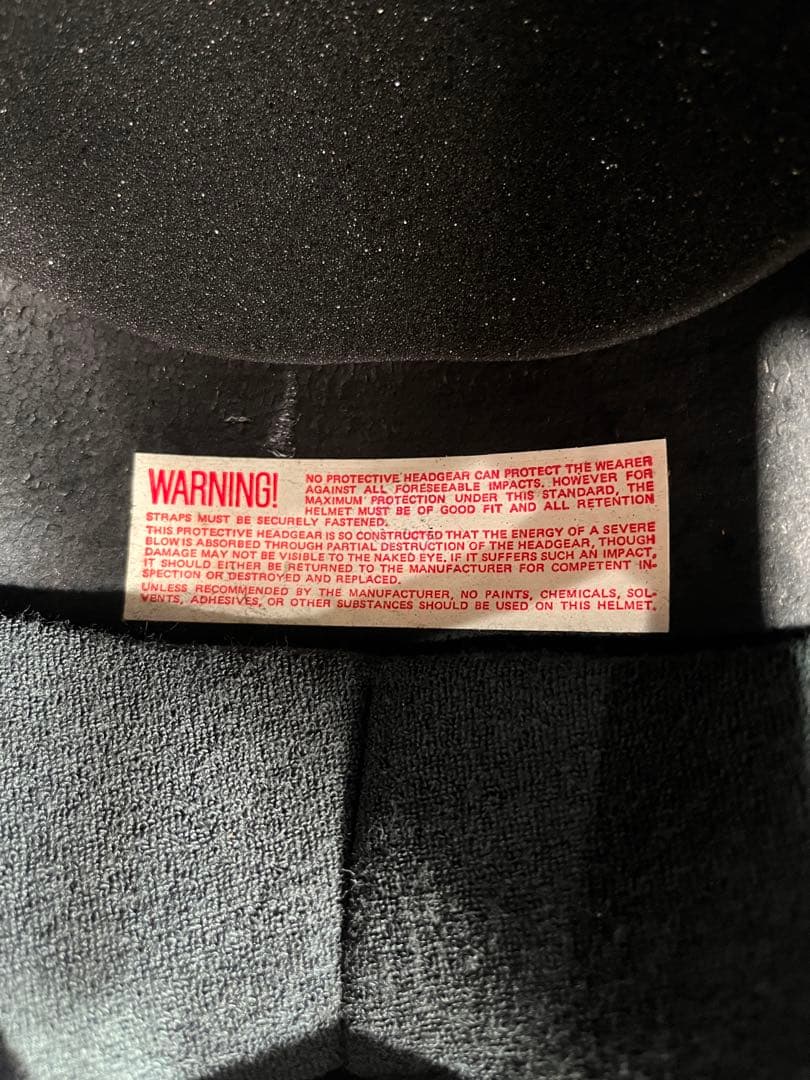 WARNING! NO PROTECTIVE HEADGEAR CAN PROTECT THE WEARER
AGAINST ALL FORESEEABLE IMPACTS. HOWEVER FOR
MAXIMUM PROTECTION UNDER THIS STANDARD, THE
HELMET MUST BE OF GOOD FIT AND ALL RETENTION
STRAPS MUST BE SECURELY FASTENED.
THIS PROTECTIVE HEADGEAR IS SO CONSTRUCTED THAT THE ENERGY OF A SEVERE
BLOW IS ABSORBED THROUGH PARTIAL DESTRUCTION OF THE HEADGEAR, THOUGH
DAMAGE MAY NOT BE VISIBLE TO THE NAKED EYE. IF IT SUFFERS SUCH AN IMPACT,
IT SHOULD EITHER BE RETURNED TO THE MANUFACTURER FOR COMPETENT IN-
SPECTION OR DESTROYED AND REPLACED.
UNLESS RECOMMENDED BY THE MANUFACTURER, NO PAINTS, CHEMICALS, SOL-
VENTS, ADHESIVES, OR OTHER SUBSTANCES SHOULD BE USED ON THIS HELMET.